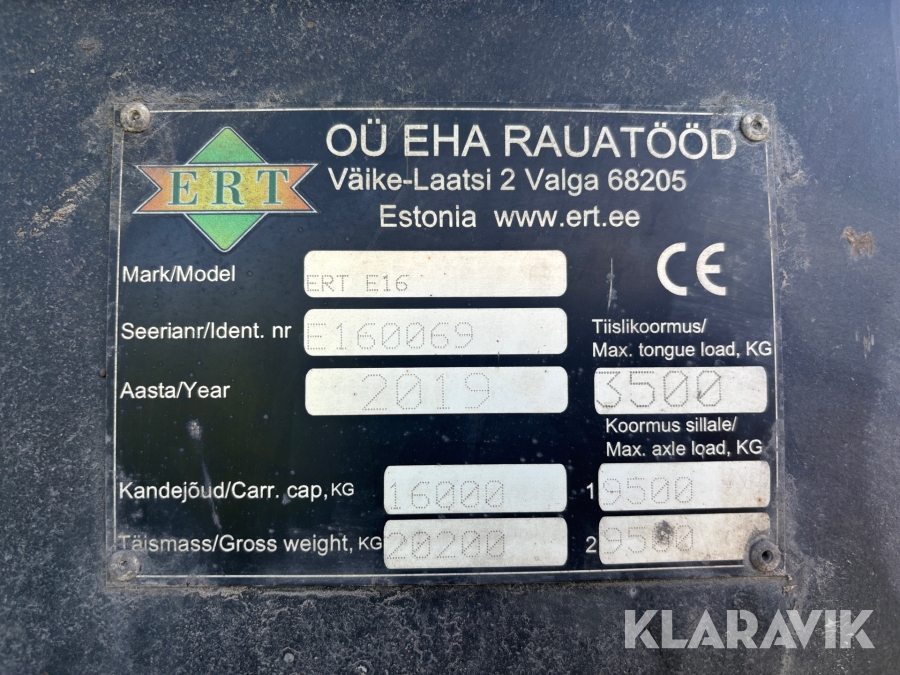 ERT
OÜ EHA RAUATÖÖD
Väike-Laatsi 2 Valga 68205
Estonia www.ert.ee
Mark/Model ERT E16
CE
Seerianr/Ident. nr E160069
Tiislikoormus/
Max. tongue load, KG
Aasta/Year 2019
3500
Koormus sillale/
Max. axle load, KG
Kandejõud/Carr. cap,KG 16000
1 9500
Täismass/Gross weight,KG 20200
2 9500
KLARAVIK